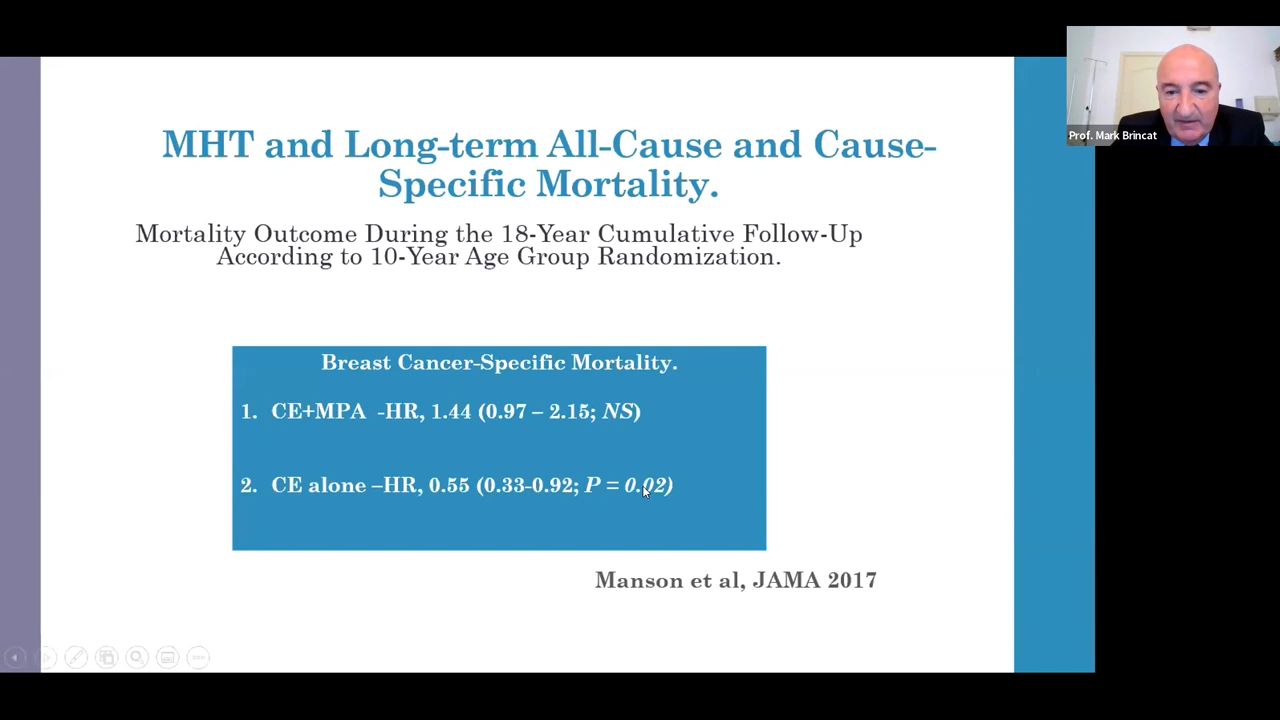 MHT and Long-term All-Cause and Cause-
Specific Mortality.
Mortality Outcome During the 18-Year Cumulative Follow-Up
According to 10-Year Age Group Randomization.
Breast Cancer-Specific Mortality.
1. CE+MPA -HR, 1.44 (0.97 – 2.15; NS)
2. CE alone –HR, 0.55 (0.33-0.92; P = 0.02)
Manson et al, JAMA 2017
Prof. Mark Brincat